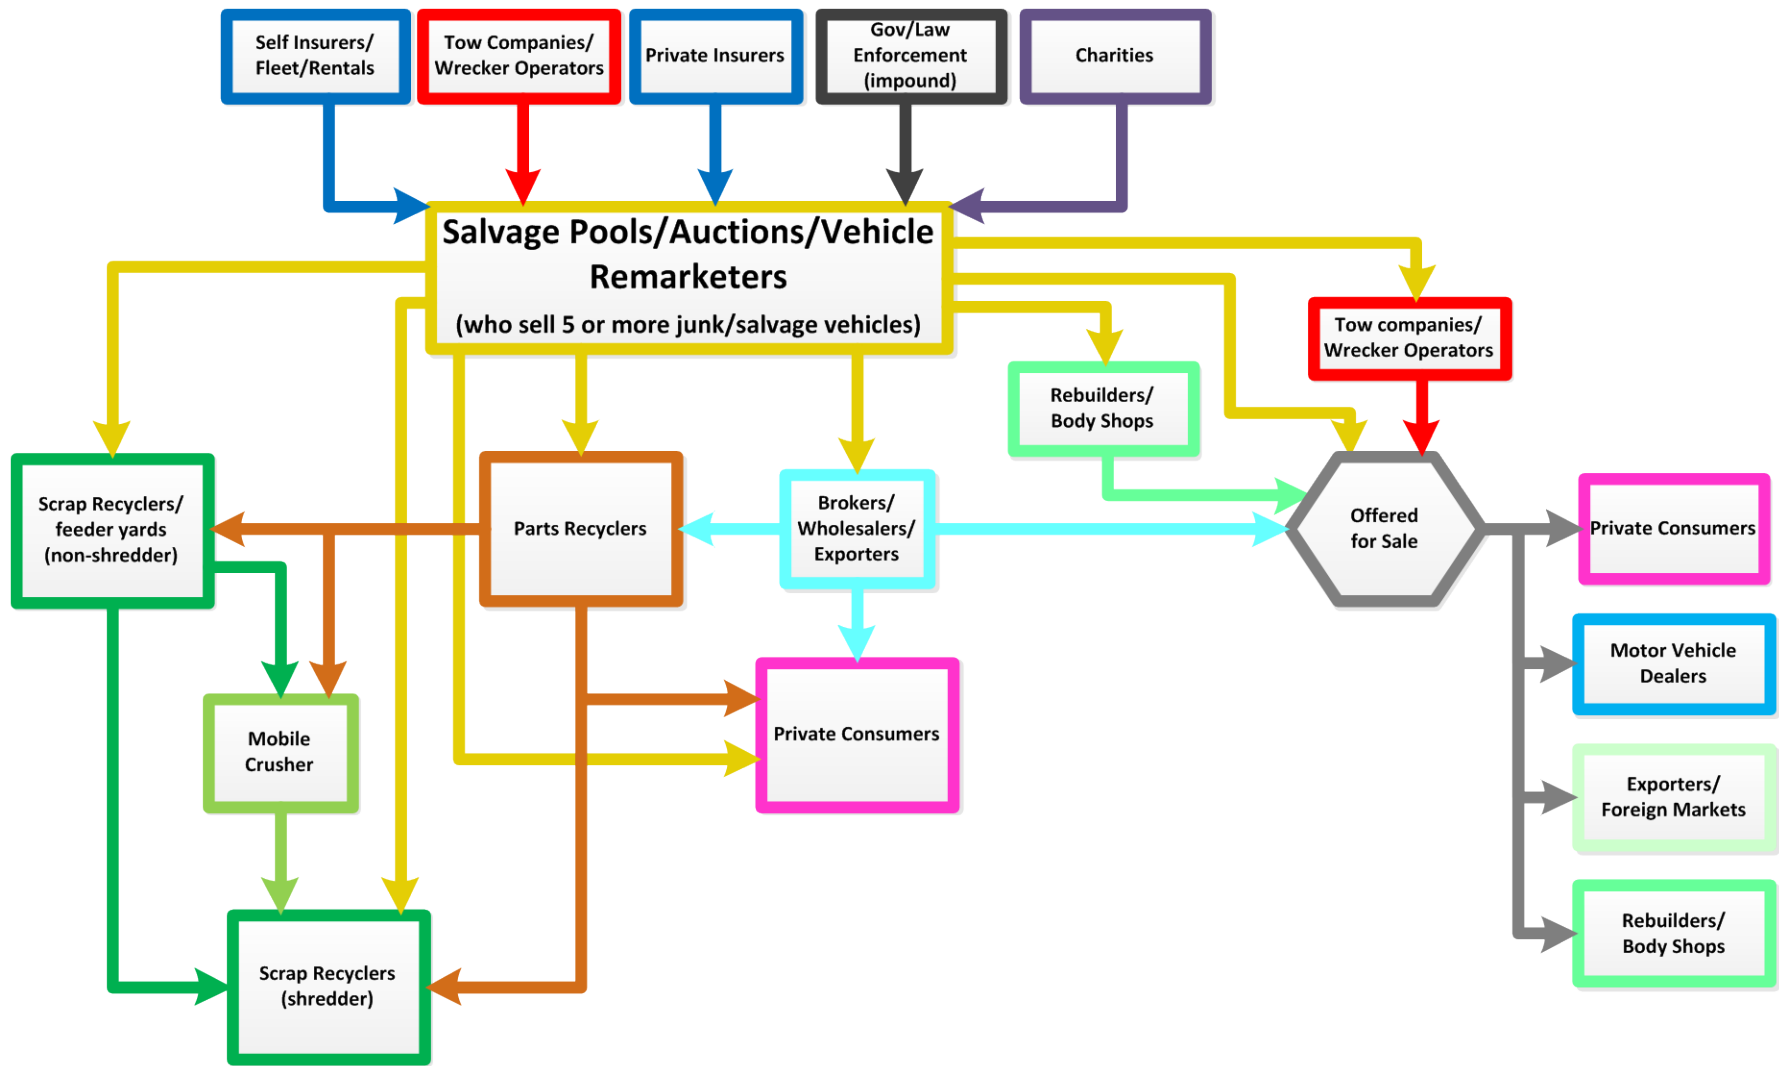 Self Insurers/
Fleet/Rentals
Tow Companies/
Wrecker Operators
Private Insurers
Gov/Law
Enforcement
(impound)
Charities
Salvage Pools/Auctions/Vehicle
Remarketers
(who sell 5 or more junk/salvage vehicles)
Tow companies/
Wrecker Operators
Rebuilders/
Body Shops
Scrap Recyclers/
feeder yards
(non-shredder)
Parts Recyclers
Brokers/
Wholesalers/
Exporters
Offered
for Sale
Private Consumers
Motor Vehicle
Dealers
Mobile
Crusher
Private Consumers
Exporters/
Foreign Markets
Rebuilders/
Body Shops
Scrap Recyclers
(shredder)